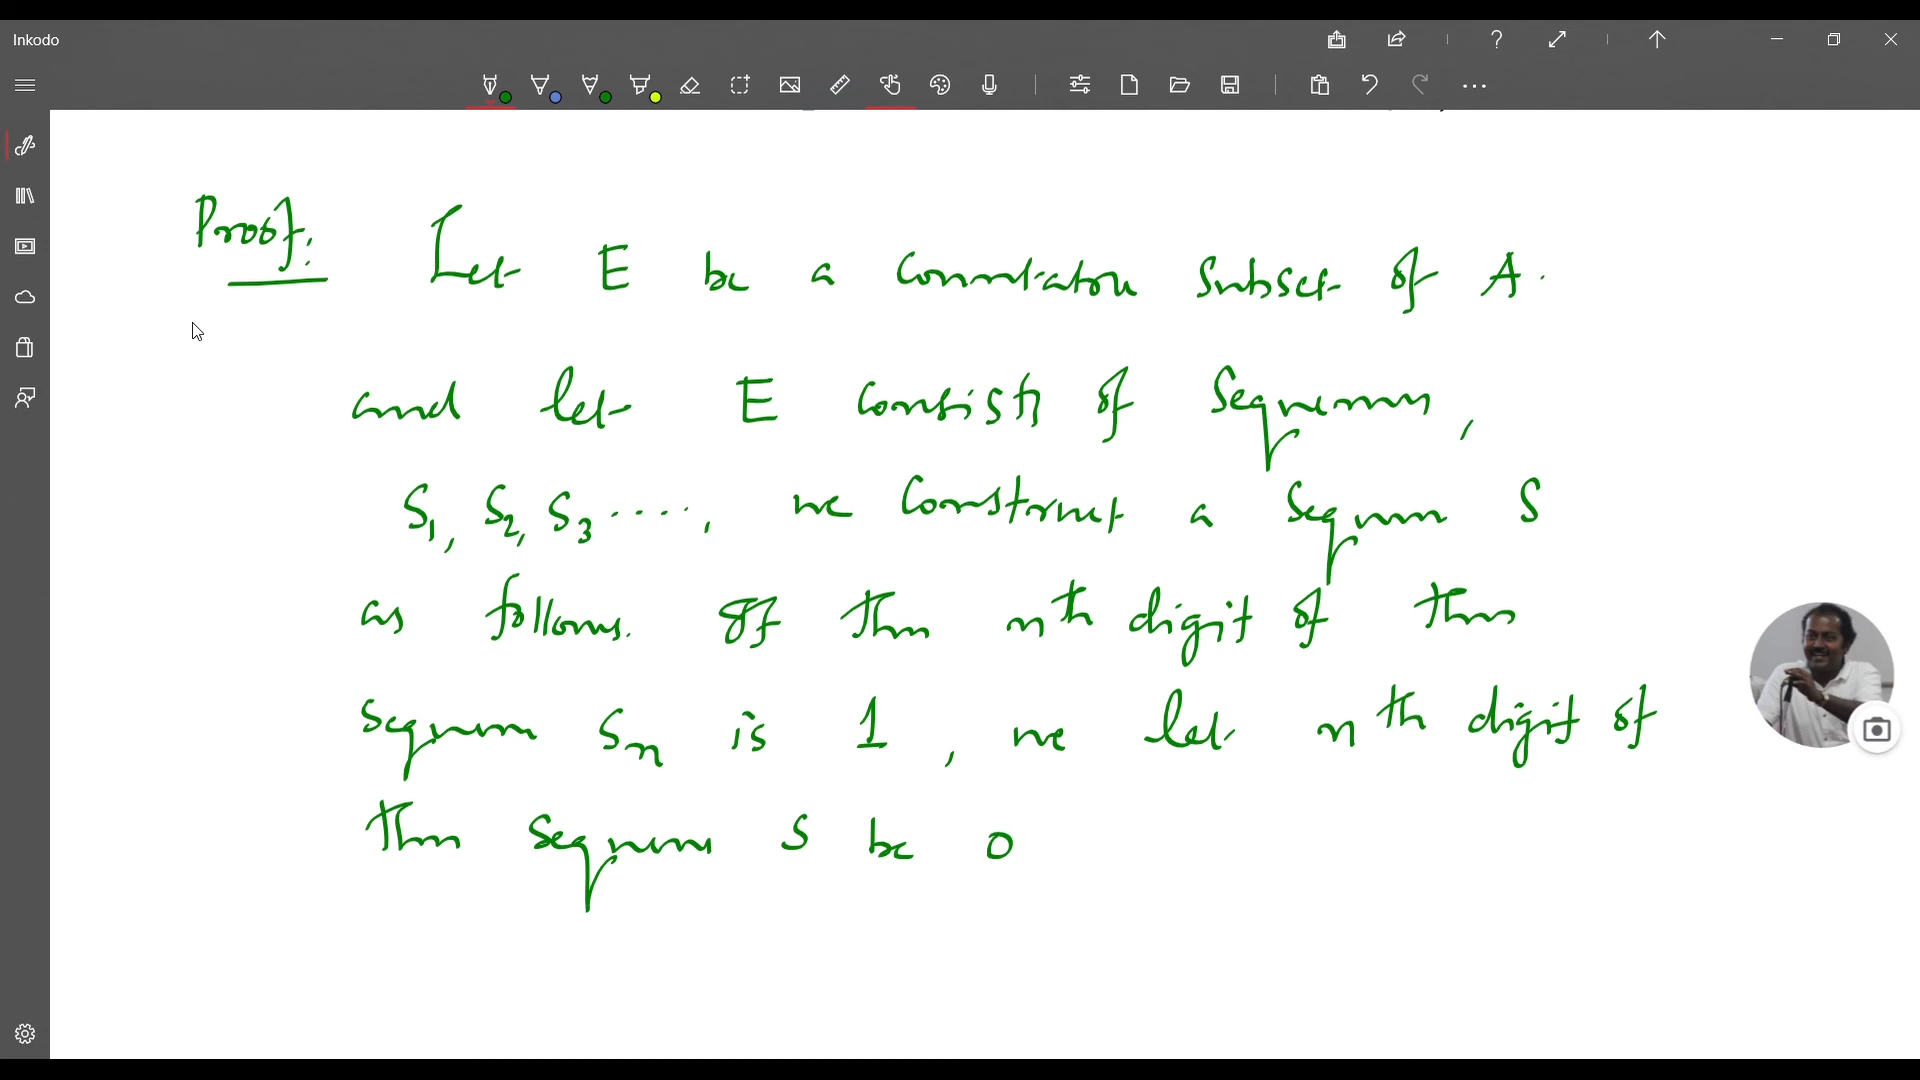 Inkodo
Proof:
Let E be a countable subset of A.
and let E consists of sequences,
S₁, S₂, S₃ ...., we construct a sequence S
as follows. If the nth digit of the
sequence Sn is 1, we let nth digit of
the sequence S be 0